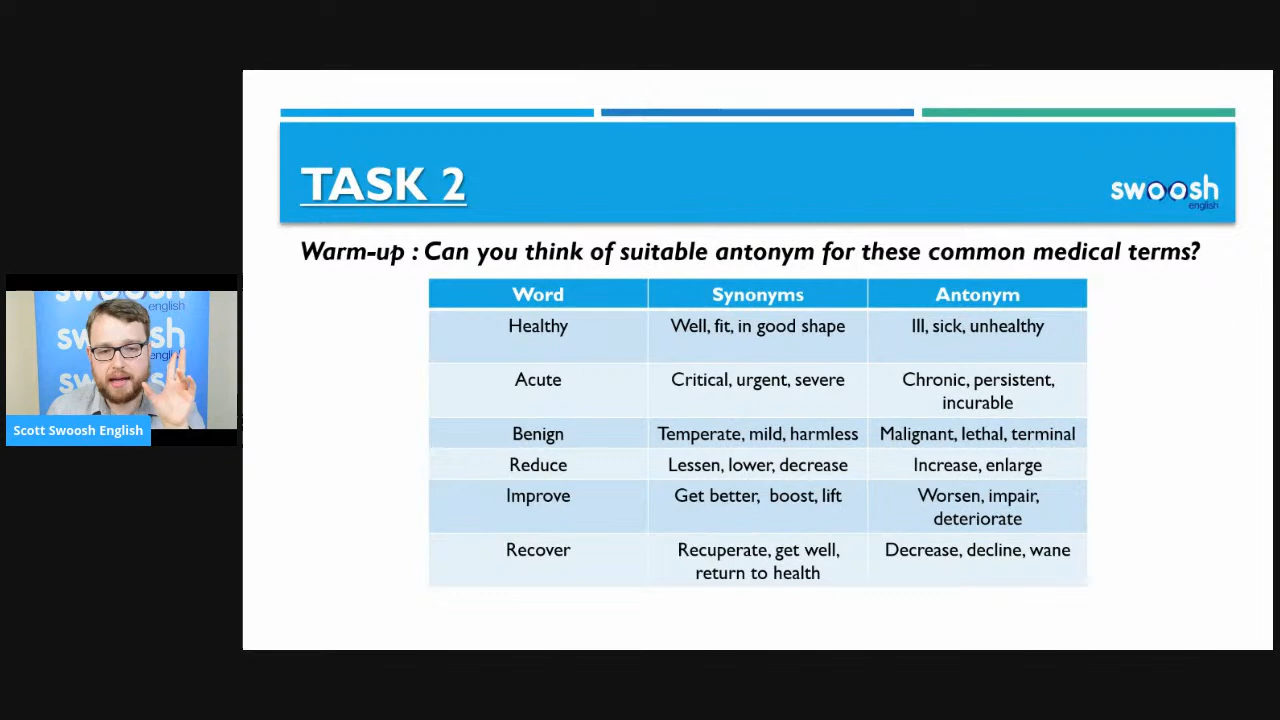 TASK 2
swoosh
english
Warm-up : Can you think of suitable antonym for these common medical terms?
Word Synonyms Antonym
Healthy Well, fit, in good shape Ill, sick, unhealthy
Acute Critical, urgent, severe Chronic, persistent,
incurable
Benign Temperate, mild, harmless Malignant, lethal, terminal
Reduce Lessen, lower, decrease Increase, enlarge
Improve Get better, boost, lift Worsen, impair,
deteriorate
Recover Recuperate, get well, Decrease, decline, wane
return to health
english
Scott Swoosh English